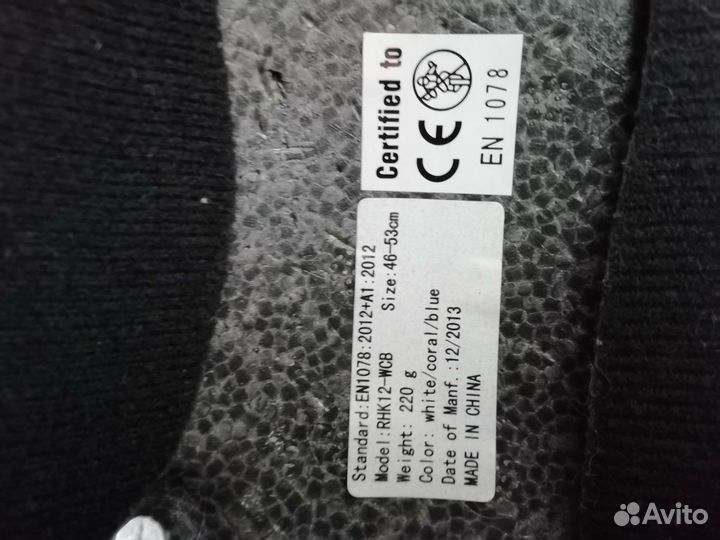 Certified to
CE
EN 1078
Standard:EN1078:2012+A1:2012
Model:RHK12-WCB Size:46-53cm
Weight: 220 g
Color: white/coral/blue
Date of Manf. :12/2013
MADE IN CHINA
Avito